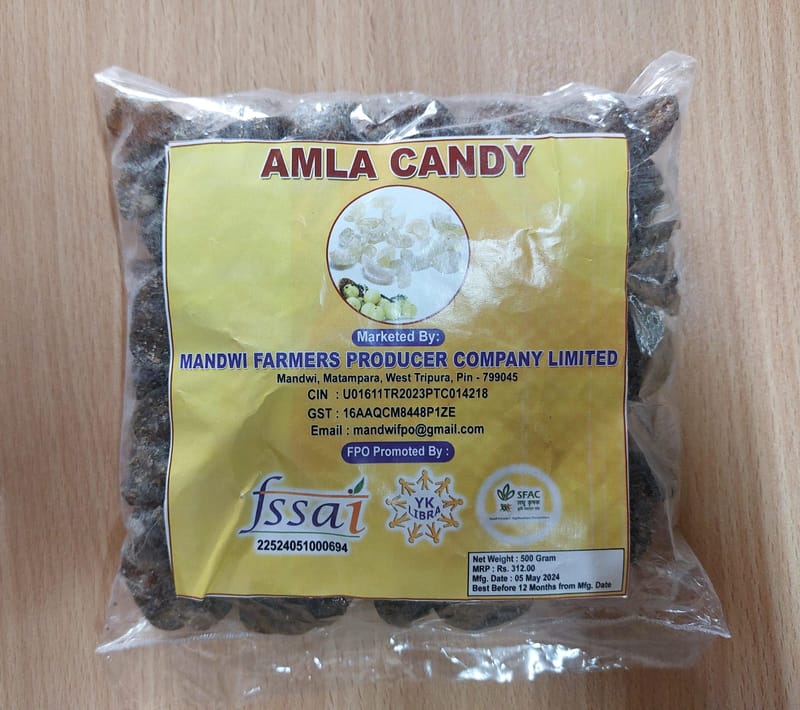 AMLA CANDY
Marketed By:
MANDWI FARMERS PRODUCER COMPANY LIMITED
Mandwi, Matampara, West Tripura, Pin - 799045
CIN : U01611TR2023PTC014218
GST : 16AAQCM8448P1ZE
Email : mandwifpo@gmail.com
FPO Promoted By :
fssai
22524051000694
YK
LIBRA
SFAC
लघु कृषक
Net Weight : 500 Gram
MRP : Rs. 312.00
Mfg. Date : 05 May 2024
Best Before 12 Months from Mfg. Date